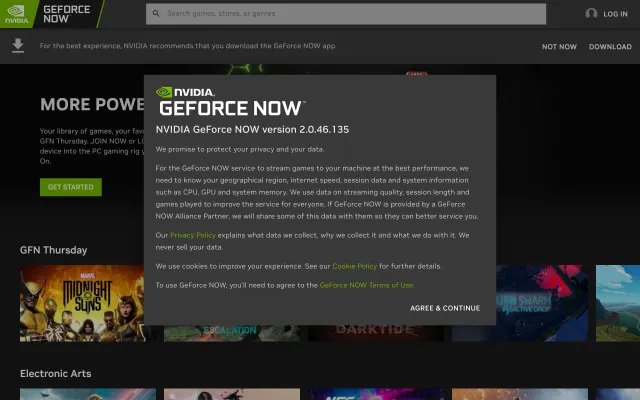 NVIDIA
GEFORCE NOW
Search games, stores, or genres
LOG IN
For the best experience, NVIDIA recommends that you download the GeForce NOW app.
NOT NOW
DOWNLOAD
MORE POWE
Your library of games, your favo
GFN Thursday. JOIN NOW or LO
device into the PC gaming rig y
On.
GET STARTED
NVIDIA.
GEFORCE NOW
NVIDIA GeForce NOW version 2.0.46.135
We promise to protect your privacy and your data.
For the GeForce NOW service to stream games to your machine at the best performance, we
need to know your geographical region, internet speed, session data and system information
such as CPU, GPU and system memory. We use data on streaming quality, session length and
games played to improve the service for everyone. If GeForce NOW is provided by a GeForce
NOW Alliance Partner, we will share some of this data with them so they can better service you.
Our Privacy Policy explains what data we collect, why we collect it and what we do with it. We
never sell your data.
We use cookies to improve your experience. See our Cookie Policy for further details.
To use GeForce NOW, you'll need to agree to the GeForce NOW Terms of Use.
AGREE & CONTINUE
GFN Thursday
MARVEL
MIDNIGHT
SUNS
ESCALATION
DARKTIDE
SWARM
REACTIVE DROP
Electronic Arts